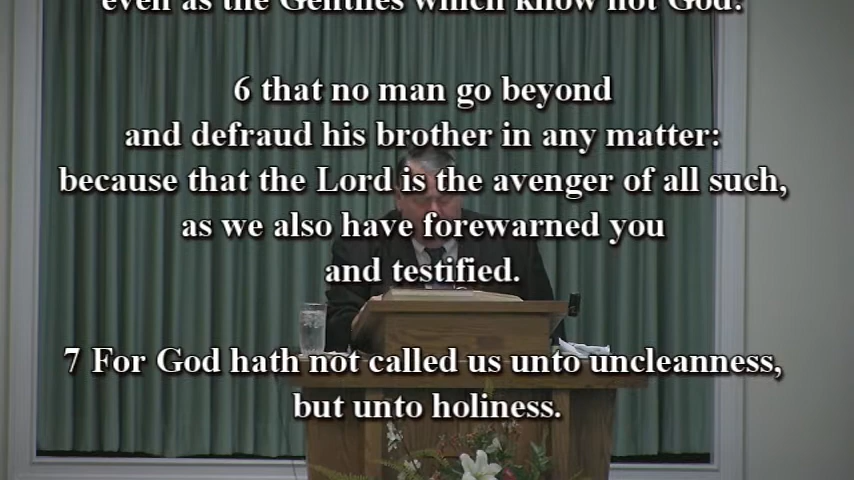 even as the Gentiles which know not God:
6 that no man go beyond
and defraud his brother in any matter:
because that the Lord is the avenger of all such,
as we also have forewarned you
and testified.
7 For God hath not called us unto uncleanness,
but unto holiness.